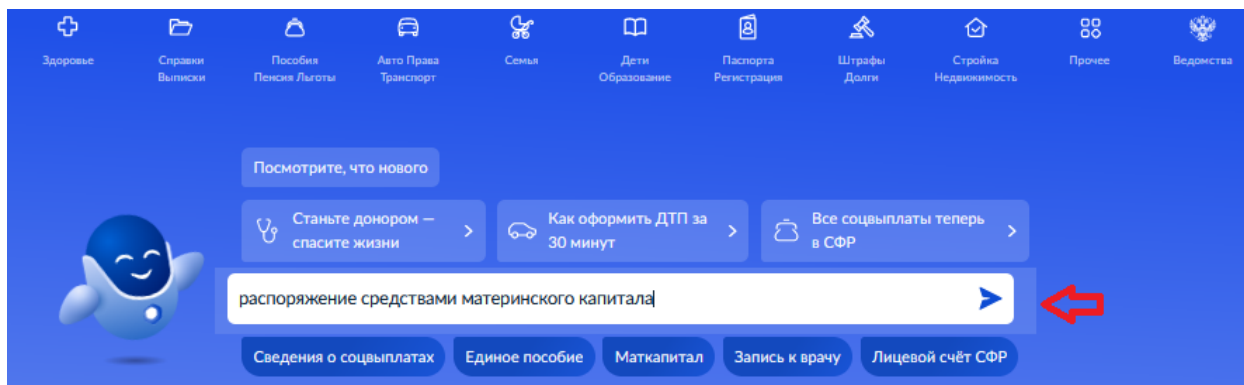 Здоровье
Справки
Выписки
Пособия
Пенсия Льготы
Авто Права
Транспорт
Семья
Дети
Образование
Паспорта
Регистрация
Штрафы
Долги
Стройка
Недвижимость
Прочее
Ведомства
Посмотрите, что нового
Станьте донором —
спасите жизни
Как оформить ДТП за
30 минут
Все соцвыплаты теперь
в СФР
распоряжение средствами материнского капитала
Сведения о соцвыплатах
Единое пособие
Маткапитал
Запись к врачу
Лицевой счёт СФР